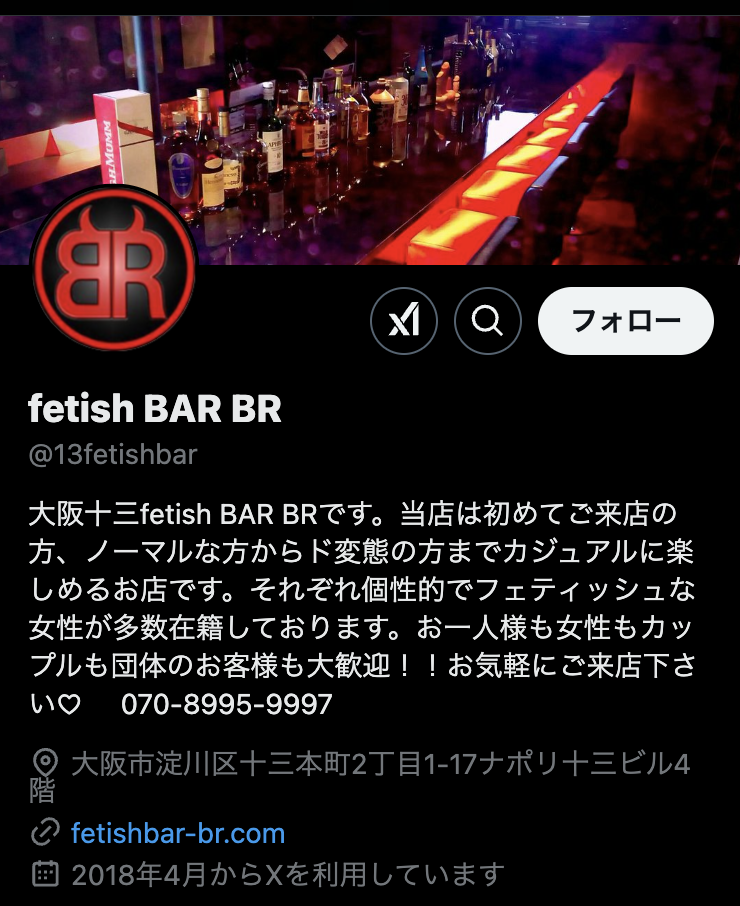 GH.MUMM
BR
フォロー
fetish BAR BR
@13fetishbar
大阪十三fetish BAR BRです。当店は初めてご来店の
方、ノーマルな方からド変態の方までカジュアルに楽
しめるお店です。それぞれ個性的でフェティッシュな
女性が多数在籍しております。お一人様も女性もカッ
プルも団体のお客様も大歓迎！！お気軽にご来店下さ
い♡ 070-8995-9997
大阪市淀川区十三本町2丁目1-17ナポリ十三ビル4
階
fetishbar-br.com
2018年4月からXを利用しています